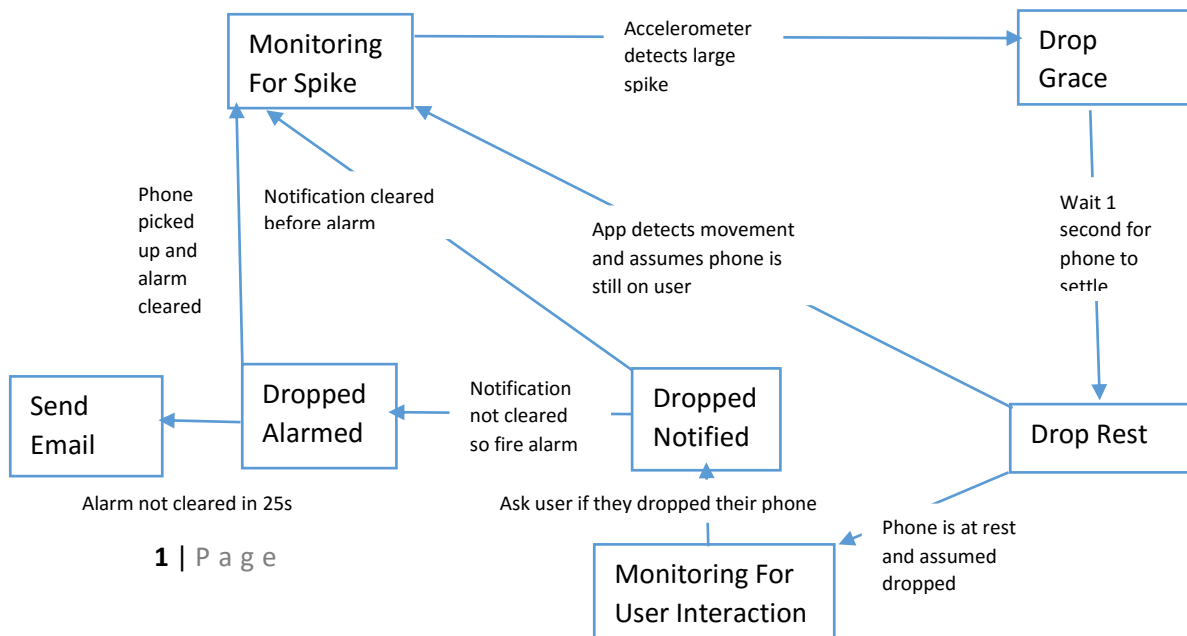 Monitoring
For Spike
Accelerometer
detects large
spike
Drop
Grace
Phone
picked
up and
alarm
cleared
Notification cleared
before alarm
App detects movement
and assumes phone is
still on user
Wait 1
second for
phone to
settle
Send
Email
Dropped
Alarmed
Notification
not cleared
so fire alarm
Dropped
Notified
Drop Rest
Alarm not cleared in 25s
Ask user if they dropped their phone
Phone is at rest
and assumed
dropped
Monitoring For
User Interaction
1 | Page